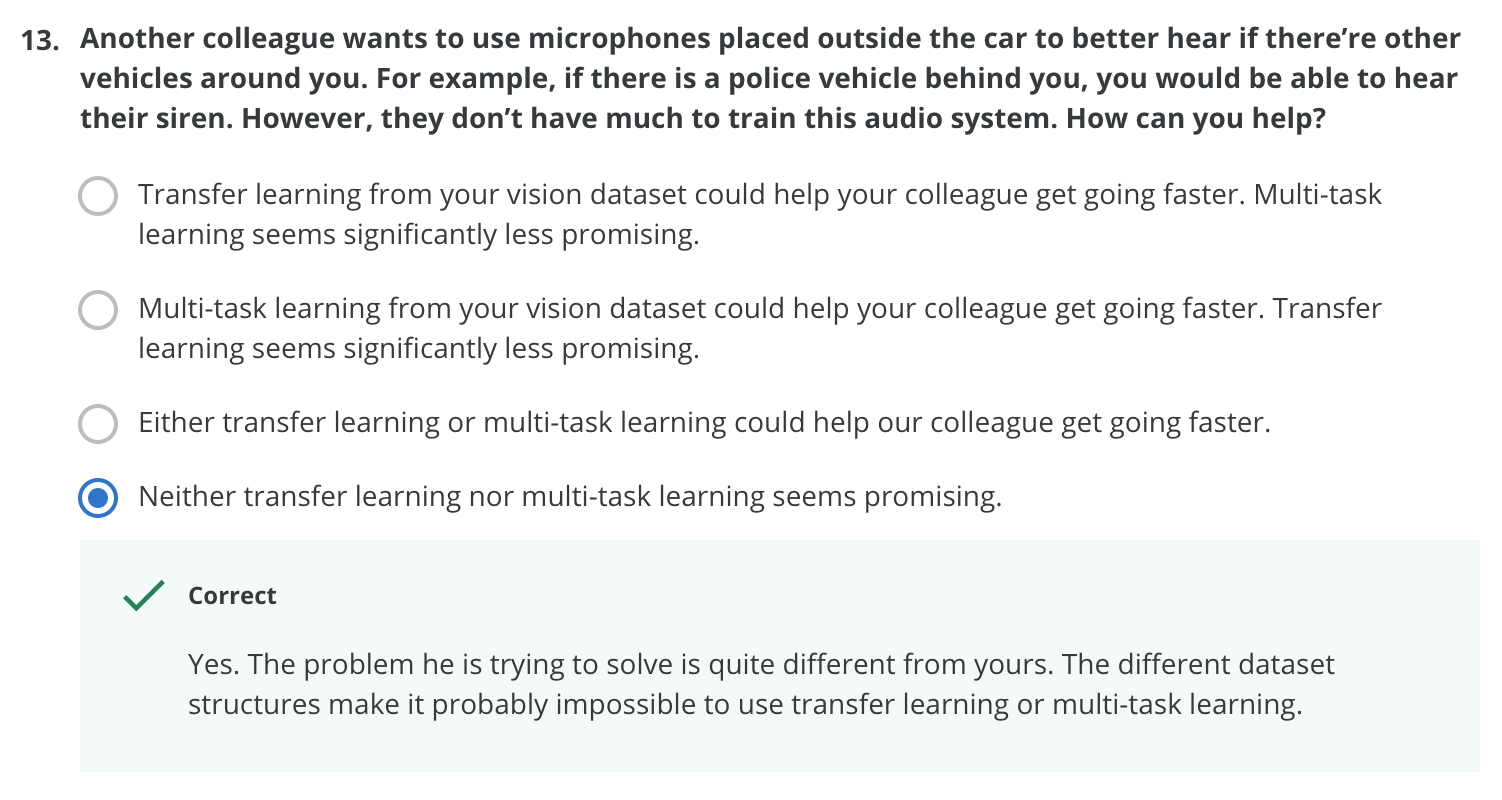 13. Another colleague wants to use microphones placed outside the car to better hear if there’re other
vehicles around you. For example, if there is a police vehicle behind you, you would be able to hear
their siren. However, they don’t have much to train this audio system. How can you help?
Transfer learning from your vision dataset could help your colleague get going faster. Multi-task
learning seems significantly less promising.
Multi-task learning from your vision dataset could help your colleague get going faster. Transfer
learning seems significantly less promising.
Either transfer learning or multi-task learning could help our colleague get going faster.
Neither transfer learning nor multi-task learning seems promising.
Correct
Yes. The problem he is trying to solve is quite different from yours. The different dataset
structures make it probably impossible to use transfer learning or multi-task learning.